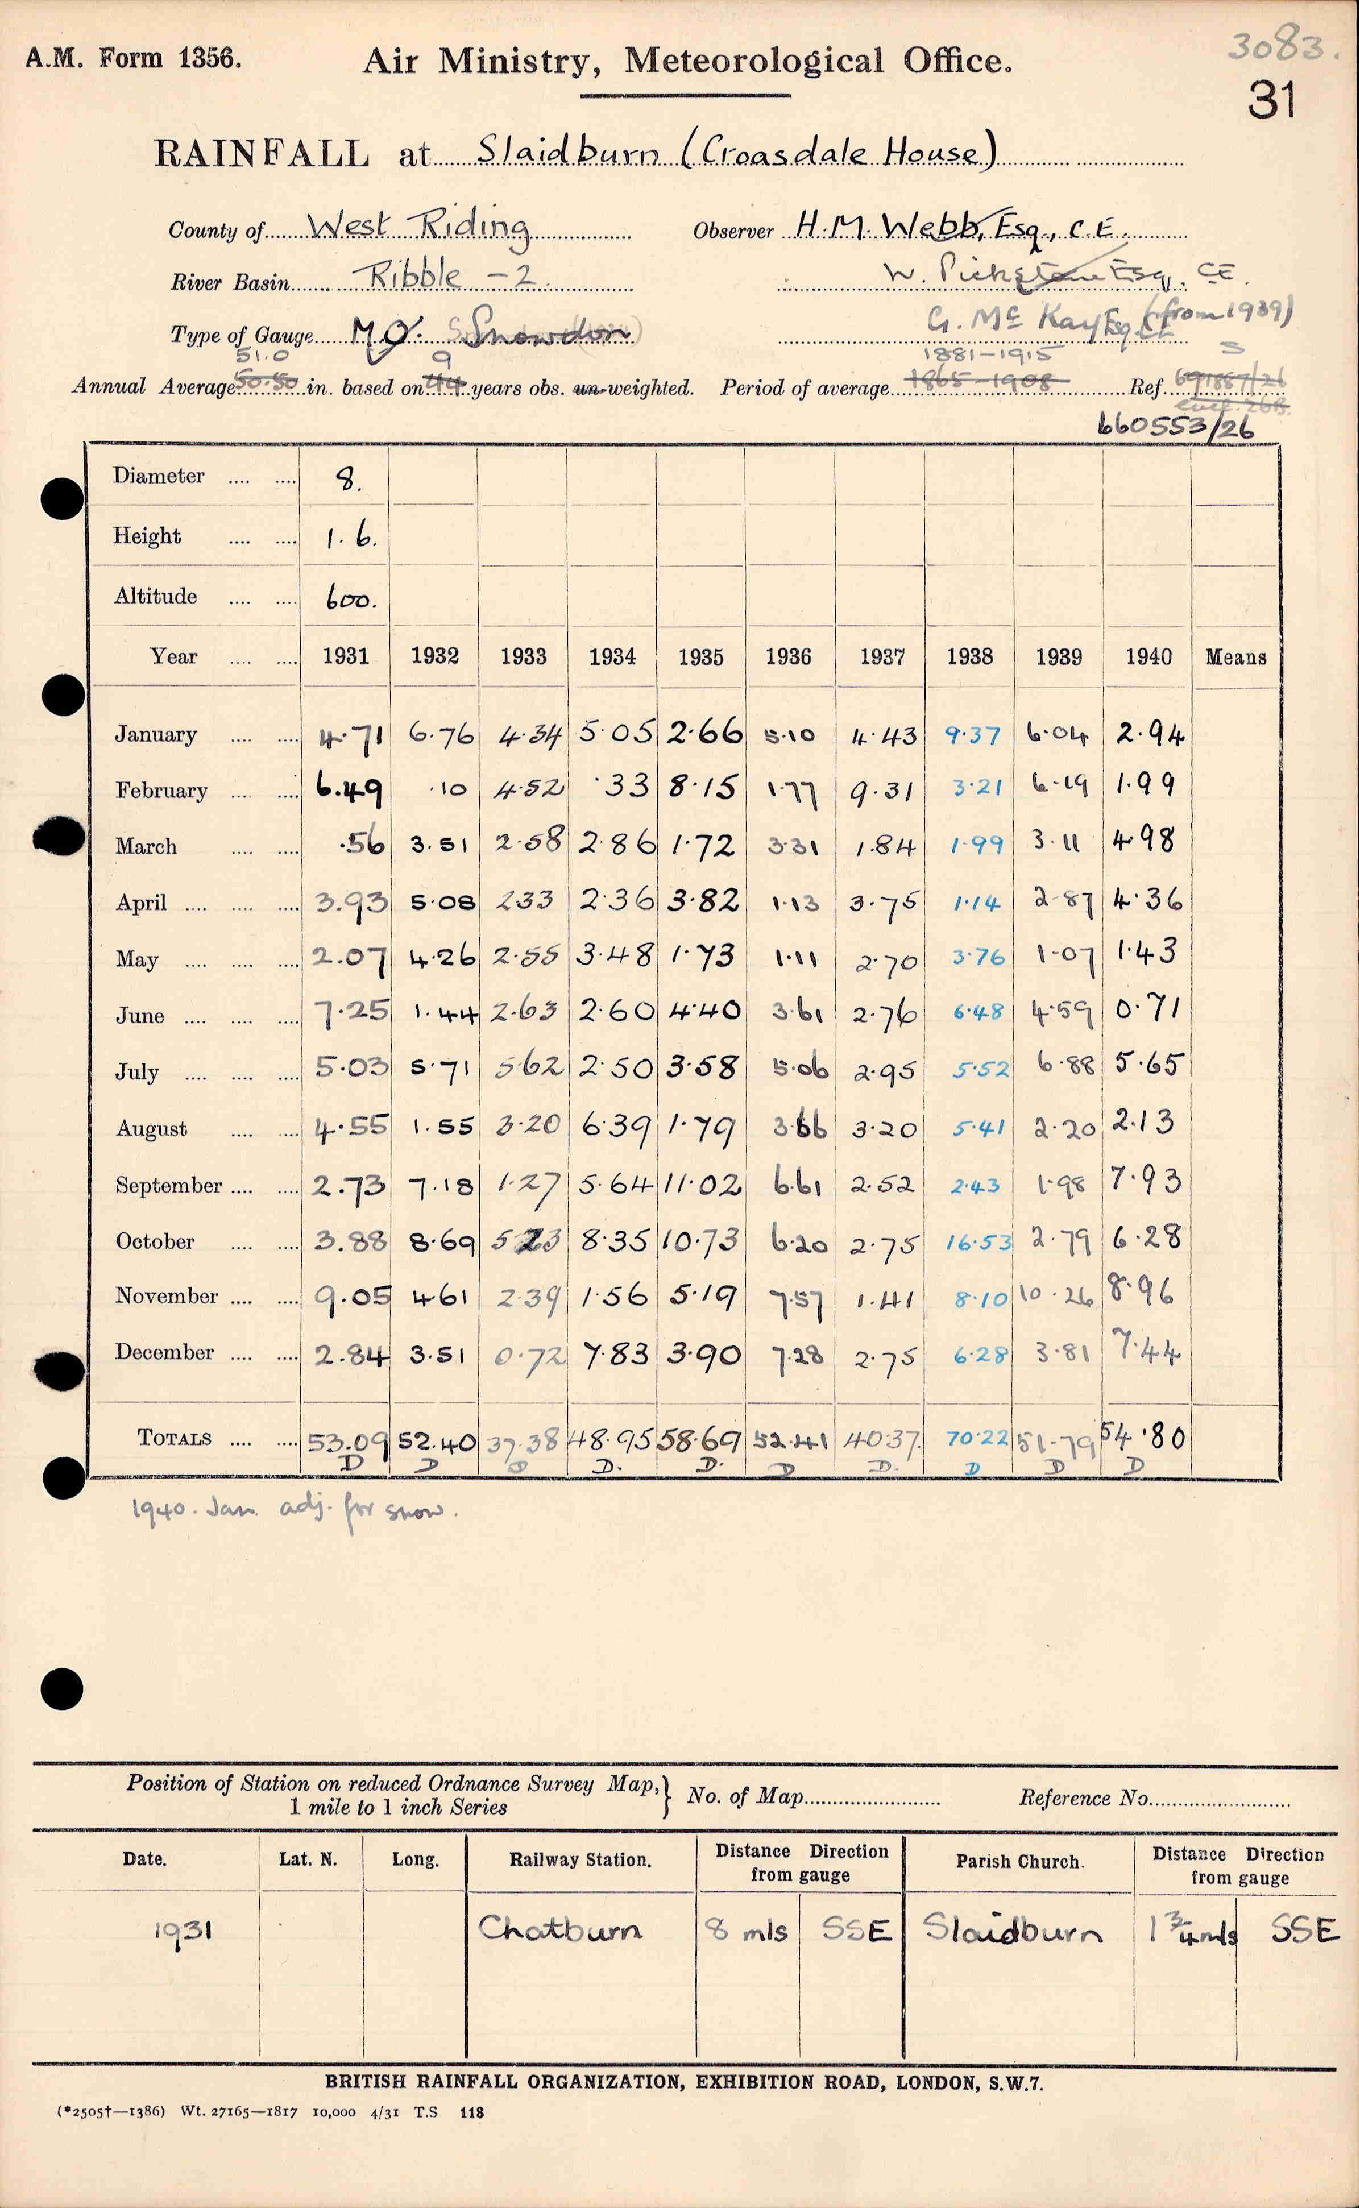 3083.
A.M. Form 1356. Air Ministry, Meteorological Office.
31
RAINFALL at Slaidburn (Croasdale House)
County of West Riding Observer H.M. Webb, Esq., C.E.
River Basin Ribble - 2. W. Pickstone Esq. CE.
Type of Gauge M.O. Snowdon G. Mc Kay Esq. CE (from 1939)
51.0 9 1881-1915 S
Annual Average 50.50 in. based on 44 years obs. un-weighted. Period of average 1865-1908 Ref.
660553/26
Diameter .... .... 8.
Height .... .... 1. 6.
Altitude .... .... 600.
Year .... .... 1931 1932 1933 1934 1935 1936 1937 1938 1939 1940 Means
January .... .... 4.71 6.76 4.34 5.05 2.66 5.10 4.43 9.37 6.04 2.94
February .... .... 6.49 .10 4.52 .33 8.15 1.77 9.31 3.21 6.19 1.99
March .... .... .56 3.51 2.58 2.86 1.72 3.31 1.84 1.99 3.11 4.98
April .... .... .... 3.93 5.08 2.33 2.36 3.82 1.13 3.75 1.14 2.87 4.36
May .... .... .... 2.07 4.26 2.55 3.48 1.73 1.11 2.70 3.76 1.07 1.43
June .... .... .... 7.25 1.44 2.63 2.60 4.40 3.61 2.76 6.48 4.59 0.71
July .... .... .... 5.03 5.71 5.62 2.50 3.58 5.06 2.95 5.52 6.88 5.65
August .... .... 4.55 1.55 3.20 6.39 1.79 3.66 3.20 5.41 2.20 2.13
September .... .... 2.73 7.18 1.27 5.64 11.02 6.61 2.52 2.43 1.98 7.93
October .... .... 3.88 8.69 5.23 8.35 10.73 6.20 2.75 16.53 2.79 6.28
November .... .... 9.05 4.61 2.39 1.56 5.19 7.57 1.41 8.10 10.26 8.96
December .... .... 2.84 3.51 0.72 7.83 3.90 7.28 2.75 6.28 3.81 7.44
TOTALS .... .... 53.09 52.40 37.38 48.95 58.69 52.41 40.37. 70.22 51.79 54.80
D D D D. D. D D. D D D
1940. Jan. adj. for snow.
Position of Station on reduced Ordnance Survey Map,} No. of Map Reference No.
1 mile to 1 inch Series
Date. Lat. N. Long. Railway Station. Distance Direction from gauge Parish Church. Distance Direction from gauge
1931 Chatburn 8 mls SSE Slaidburn 1 3/4 mls SSE
BRITISH RAINFALL ORGANIZATION, EXHIBITION ROAD, LONDON, S.W.7.
(*2505†—1386) Wt. 27165—1817 10,000 4/31 T.S 118